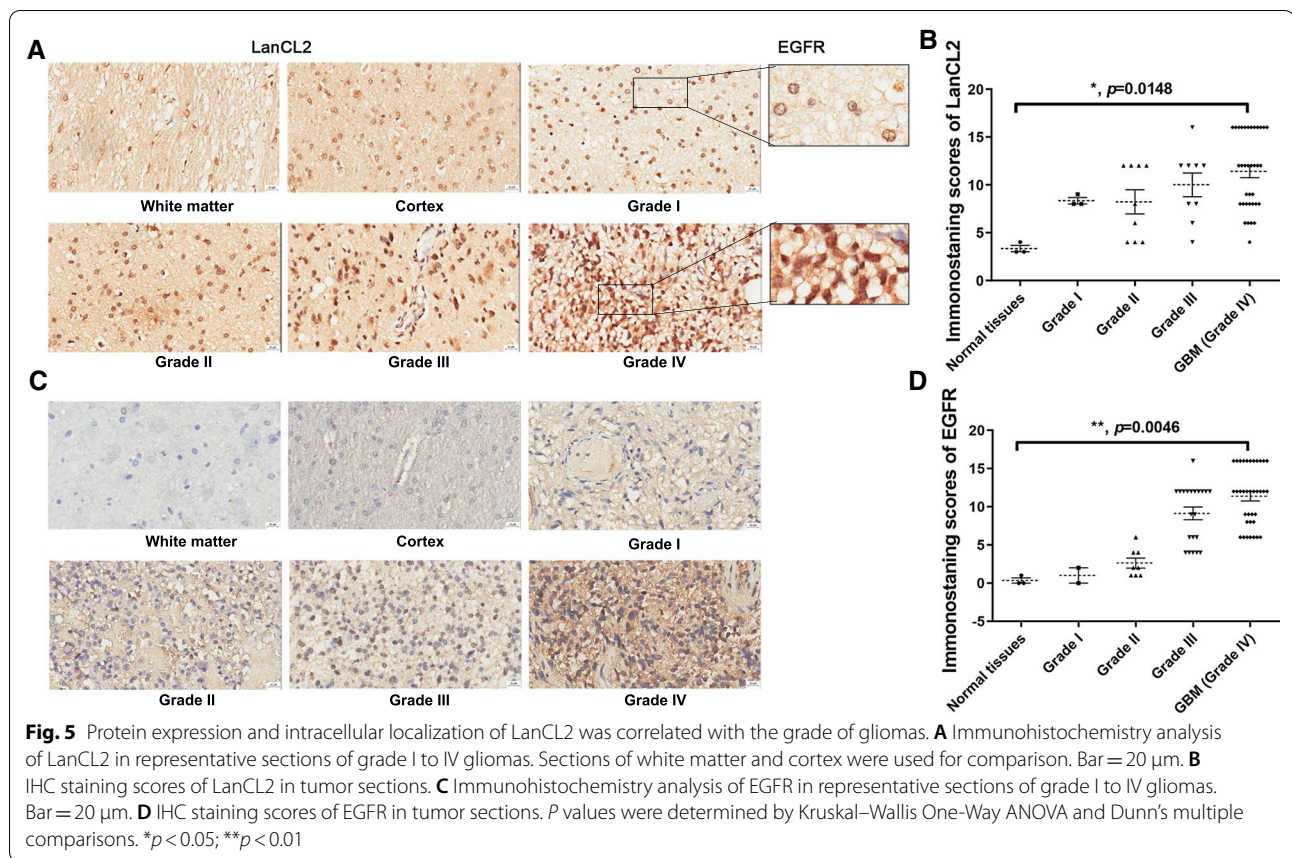 A
LanCL2
EGFR
White matter
Cortex
Grade I
Grade II
Grade III
Grade IV
B
Immonostaning scores of LanCL2
*, p=0.0148
20
15
10
5
0
Normal tissues
Grade I
Grade II
Grade III
GBM (Grade IV)
C
White matter
Cortex
Grade I
Grade II
Grade III
Grade IV
D
Immonostaning scores of EGFR
**, p=0.0046
20
15
10
5
0
-5
Normal tissues
Grade I
Grade II
Grade III
GBM (Grade IV)
Fig. 5 Protein expression and intracellular localization of LanCL2 was correlated with the grade of gliomas. A Immunohistochemistry analysis
of LanCL2 in representative sections of grade I to IV gliomas. Sections of white matter and cortex were used for comparison. Bar = 20 μm. B
IHC staining scores of LanCL2 in tumor sections. C Immunohistochemistry analysis of EGFR in representative sections of grade I to IV gliomas.
Bar = 20 μm. D IHC staining scores of EGFR in tumor sections. P values were determined by Kruskal–Wallis One-Way ANOVA and Dunn's multiple
comparisons. *p < 0.05; **p < 0.01